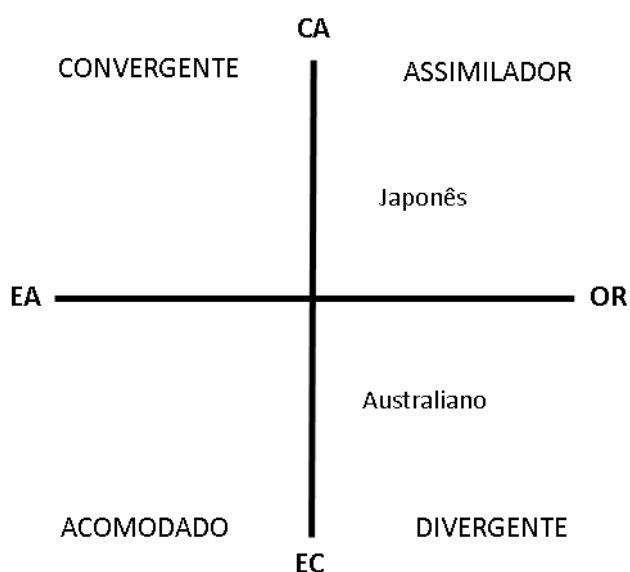 CA
CONVERGENTE
ASSIMILADOR
Japonês
EA
OR
Australiano
ACOMODADO
DIVERGENTE
EC